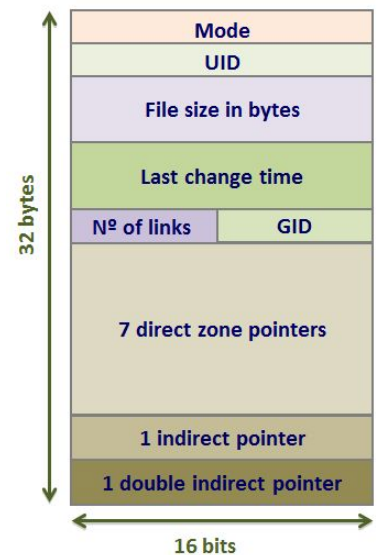 Mode
UID
File size in bytes
Last change time
Nº of links
GID
7 direct zone pointers
1 indirect pointer
1 double indirect pointer
32 bytes
16 bits